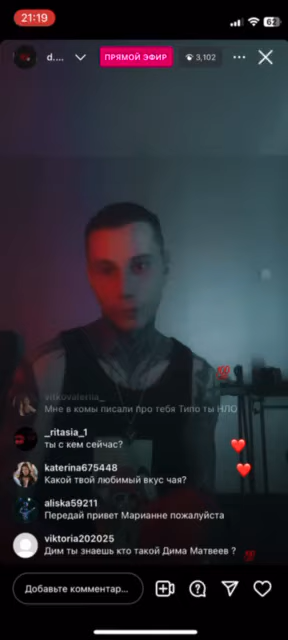 21:19
62
d....
ПРЯМОЙ ЭФИР
3,102
vitkovaleriia_
Мне в комы писали про тебя Типо ты НЛО
_ritasia_1
ты с кем сейчас?
katerina675448
Какой твой любимый вкус чая?
aliska59211
Передай привет Марианне пожалуйста
viktoria202025
Дим ты знаешь кто такой Дима Матвеев ?
Добавьте комментар...